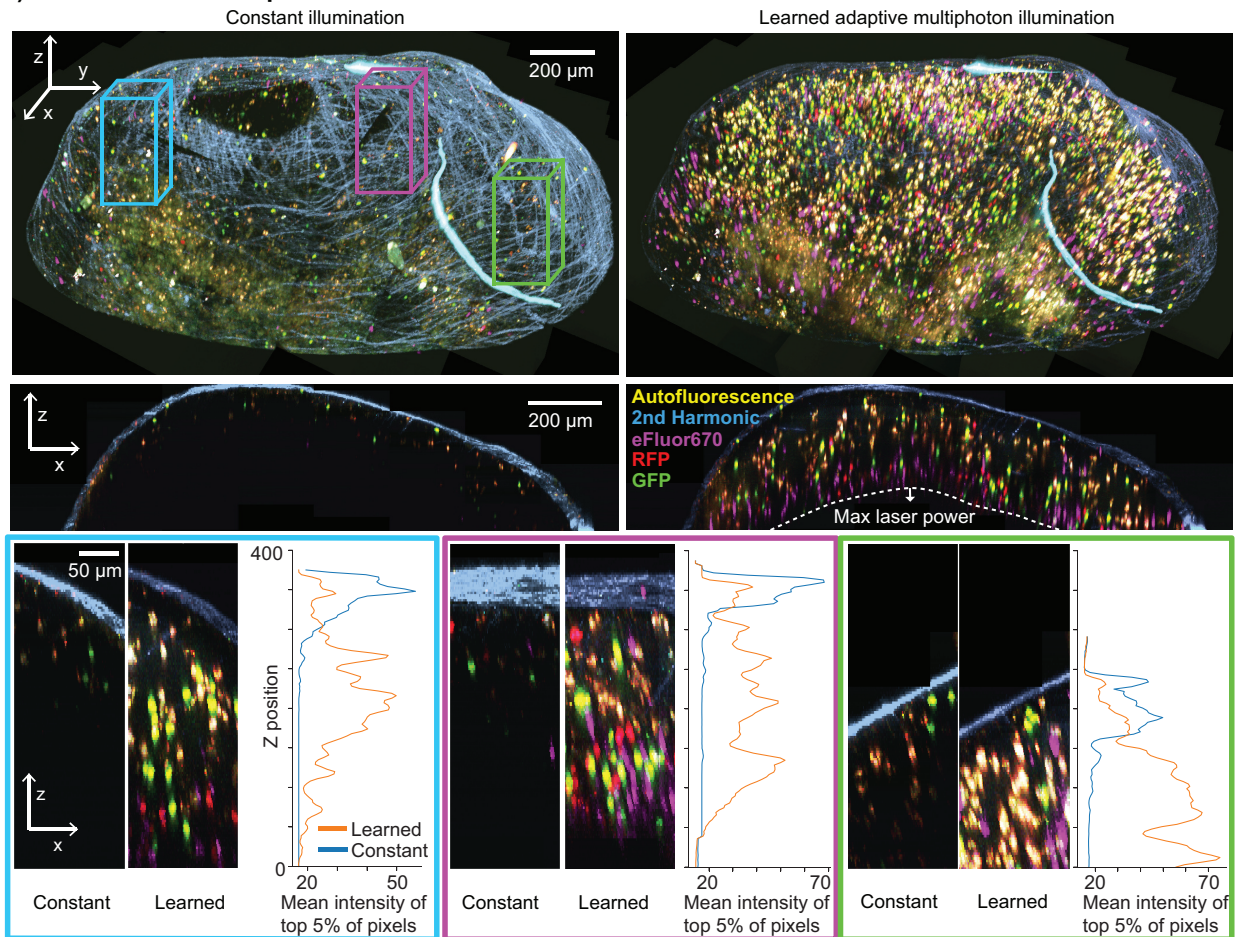 Constant illumination
Learned adaptive multiphoton illumination
z
y
x
200 µm
z
x
200 µm
Autofluorescence
2nd Harmonic
eFluor670
RFP
GFP
Max laser power
50 µm
z
x
Constant
Learned
400
Z position
0
Learned
Constant
20 50
Mean intensity of
top 5% of pixels
Constant
Learned
20 70
Mean intensity of
top 5% of pixels
Constant
Learned
20 70
Mean intensity of
top 5% of pixels